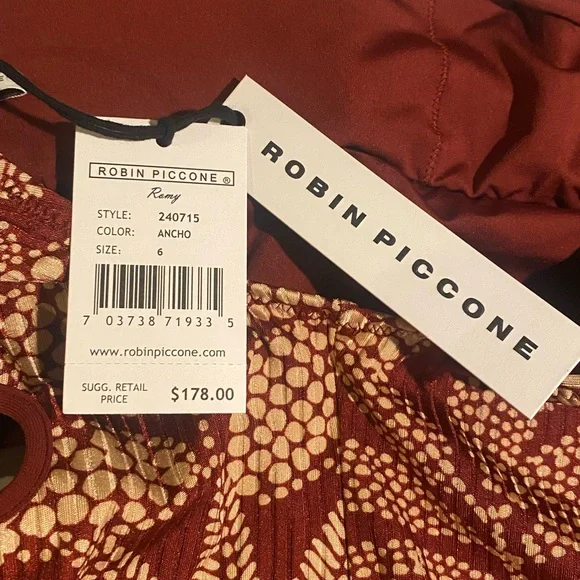 ROBIN PICCONE ®
Romy
STYLE: 240715
COLOR: ANCHO
SIZE: 6
7 03738 71933 5
www.robinpiccone.com
SUGG. RETAIL PRICE $178.00
ROBIN PICCONE